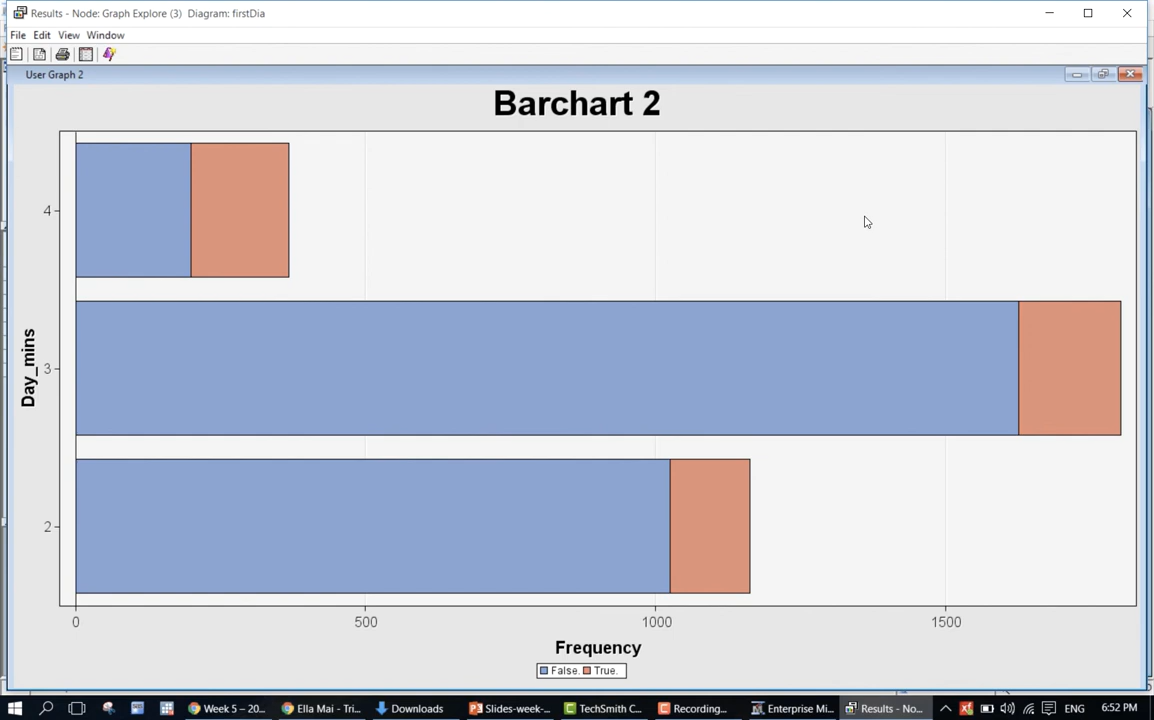 Results - Node: Graph Explore (3) Diagram: firstDia
File Edit View Window
User Graph 2
Barchart 2
4
3
2
Day_mins
0 500 1000 1500
Frequency
False. True.
Week 5 – 20... Ella Mai - Tri... Downloads Slides-week-... TechSmith C... Recording... Enterprise Mi... Results - No... ENG 6:52 PM